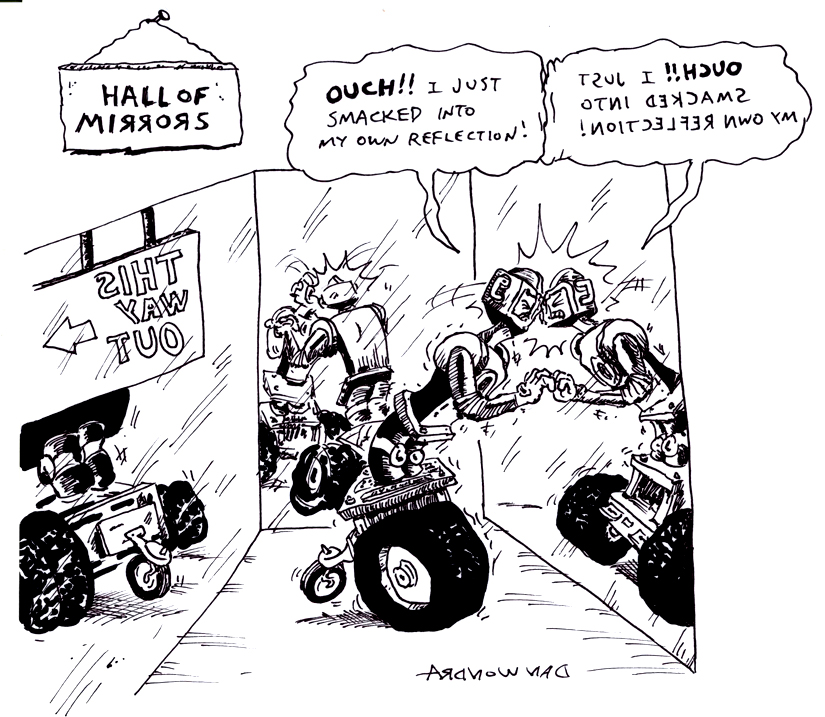 HALL OF
MIRRORS
OUCH!! I JUST
SMACKED INTO
MY OWN REFLECTION!
OUCH!! I JUST
SMACKED INTO
MY OWN REFLECTION!
THIS
WAY
OUT
DAN WONDRA